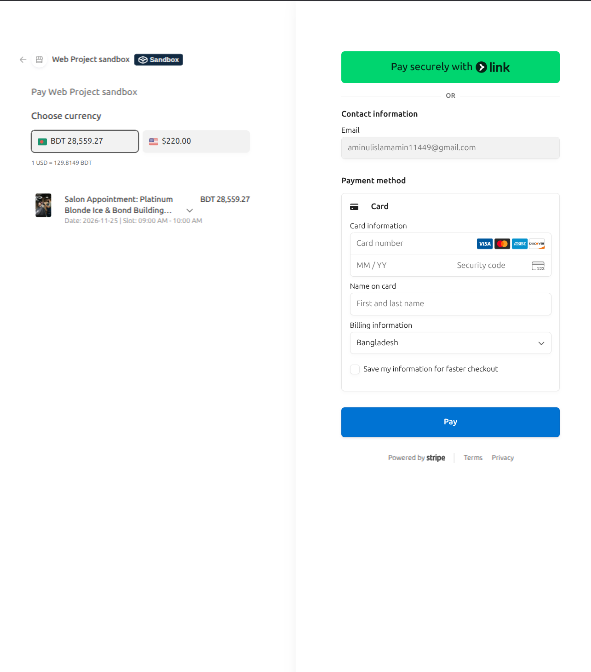 Web Project sandbox Sandbox
Pay Web Project sandbox
Choose currency
BDT 28,559.27 $220.00
1 USD = 129.8149 BDT
Salon Appointment: Platinum BDT 28,559.27
Blonde Ice & Bond Building...
Date: 2026-11-25 | Slot: 09:00 AM - 10:00 AM
Pay securely with link
OR
Contact information
Email
aminulislamamin11449@gmail.com
Payment method
Card
Card information
Card number VISA
MM / YY Security code
Name on card
First and last name
Billing information
Bangladesh
Save my information for faster checkout
Pay
Powered by stripe Terms Privacy